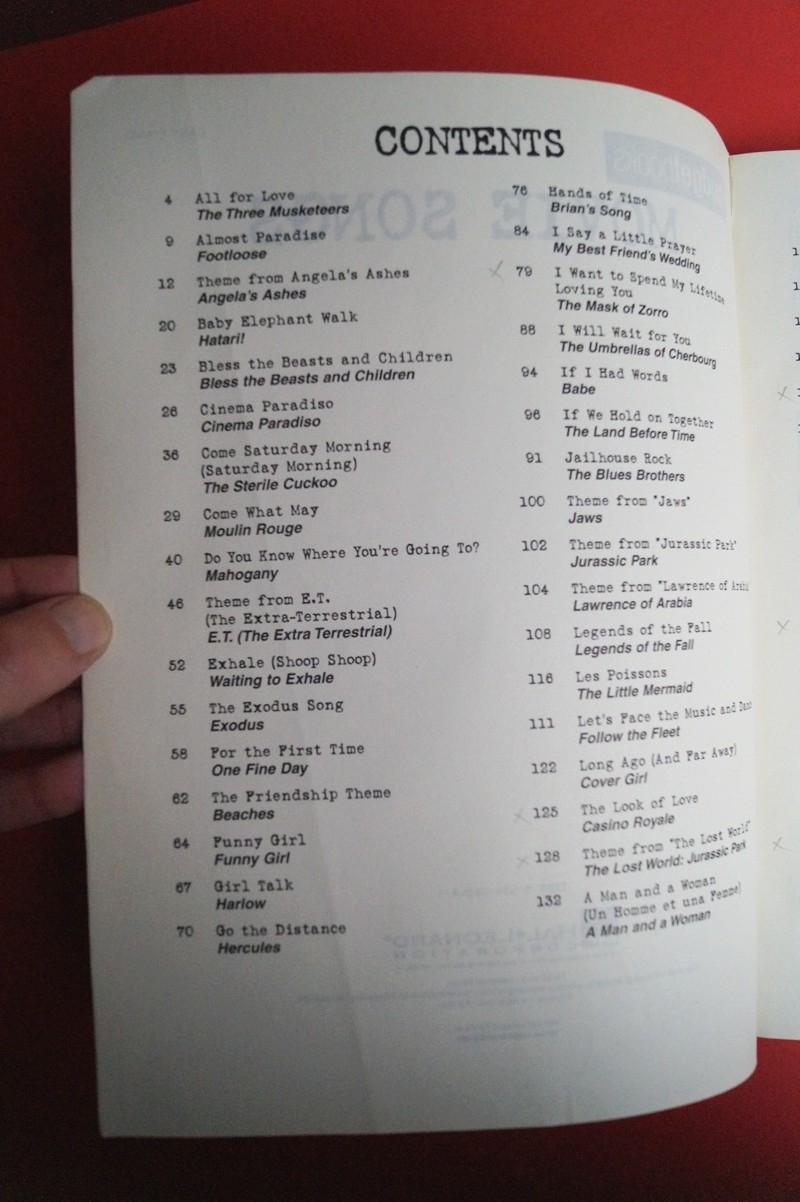 CONTENTS
4 All for Love
The Three Musketeers
9 Almost Paradise
Footloose
12 Theme from Angela's Ashes
Angela's Ashes
20 Baby Elephant Walk
Hatari!
23 Bless the Beasts and Children
Bless the Beasts and Children
26 Cinema Paradiso
Cinema Paradiso
36 Come Saturday Morning
(Saturday Morning)
The Sterile Cuckoo
29 Come What May
Moulin Rouge
40 Do You Know Where You're Going To?
Mahogany
46 Theme from E.T.
(The Extra-Terrestrial)
E.T. (The Extra Terrestrial)
52 Exhale (Shoop Shoop)
Waiting to Exhale
55 The Exodus Song
Exodus
58 For the First Time
One Fine Day
62 The Friendship Theme
Beaches
64 Funny Girl
Funny Girl
67 Girl Talk
Harlow
70 Go the Distance
Hercules
76 Hands of Time
Brian's Song
84 I Say a Little Prayer
My Best Friend's Wedding
79 I Want to Spend My Lifetime
Loving You
The Mask of Zorro
88 I Will Wait for You
The Umbrellas of Cherbourg
94 If I Had Words
Babe
96 If We Hold on Together
The Land Before Time
91 Jailhouse Rock
The Blues Brothers
100 Theme from "Jaws"
Jaws
102 Theme from "Jurassic Park"
Jurassic Park
104 Theme from "Lawrence of Arabia
Lawrence of Arabia
108 Legends of the Fall
Legends of the Fall
116 Les Poissons
The Little Mermaid
111 Let's Face the Music and Dance
Follow the Fleet
122 Long Ago (And Far Away)
Cover Girl
125 The Look of Love
Casino Royale
128 Theme from "The Lost World"
The Lost World: Jurassic Park
132 A Man and a Woman
(Un Homme et una Femme)
A Man and a Woman